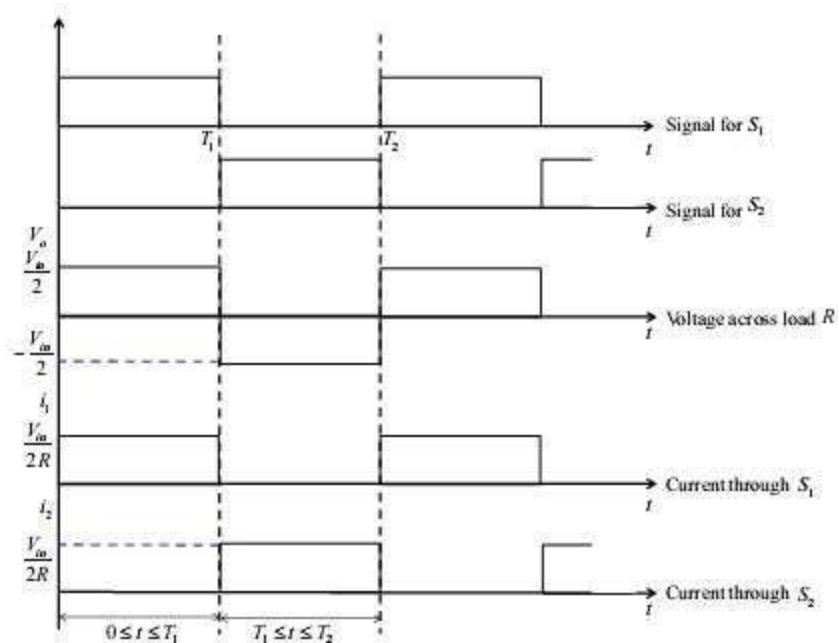 Signal for S₁
T₁
T₂
t
Signal for S₂
t
Vₒ
Vᵢₙ/2
Voltage across load R
t
-Vᵢₙ/2
i₁
Vᵢₙ/2R
Current through S₁
t
i₂
Vᵢₙ/2R
Current through S₂
t
0 ≤ t ≤ T₁
T₁ ≤ t ≤ T₂